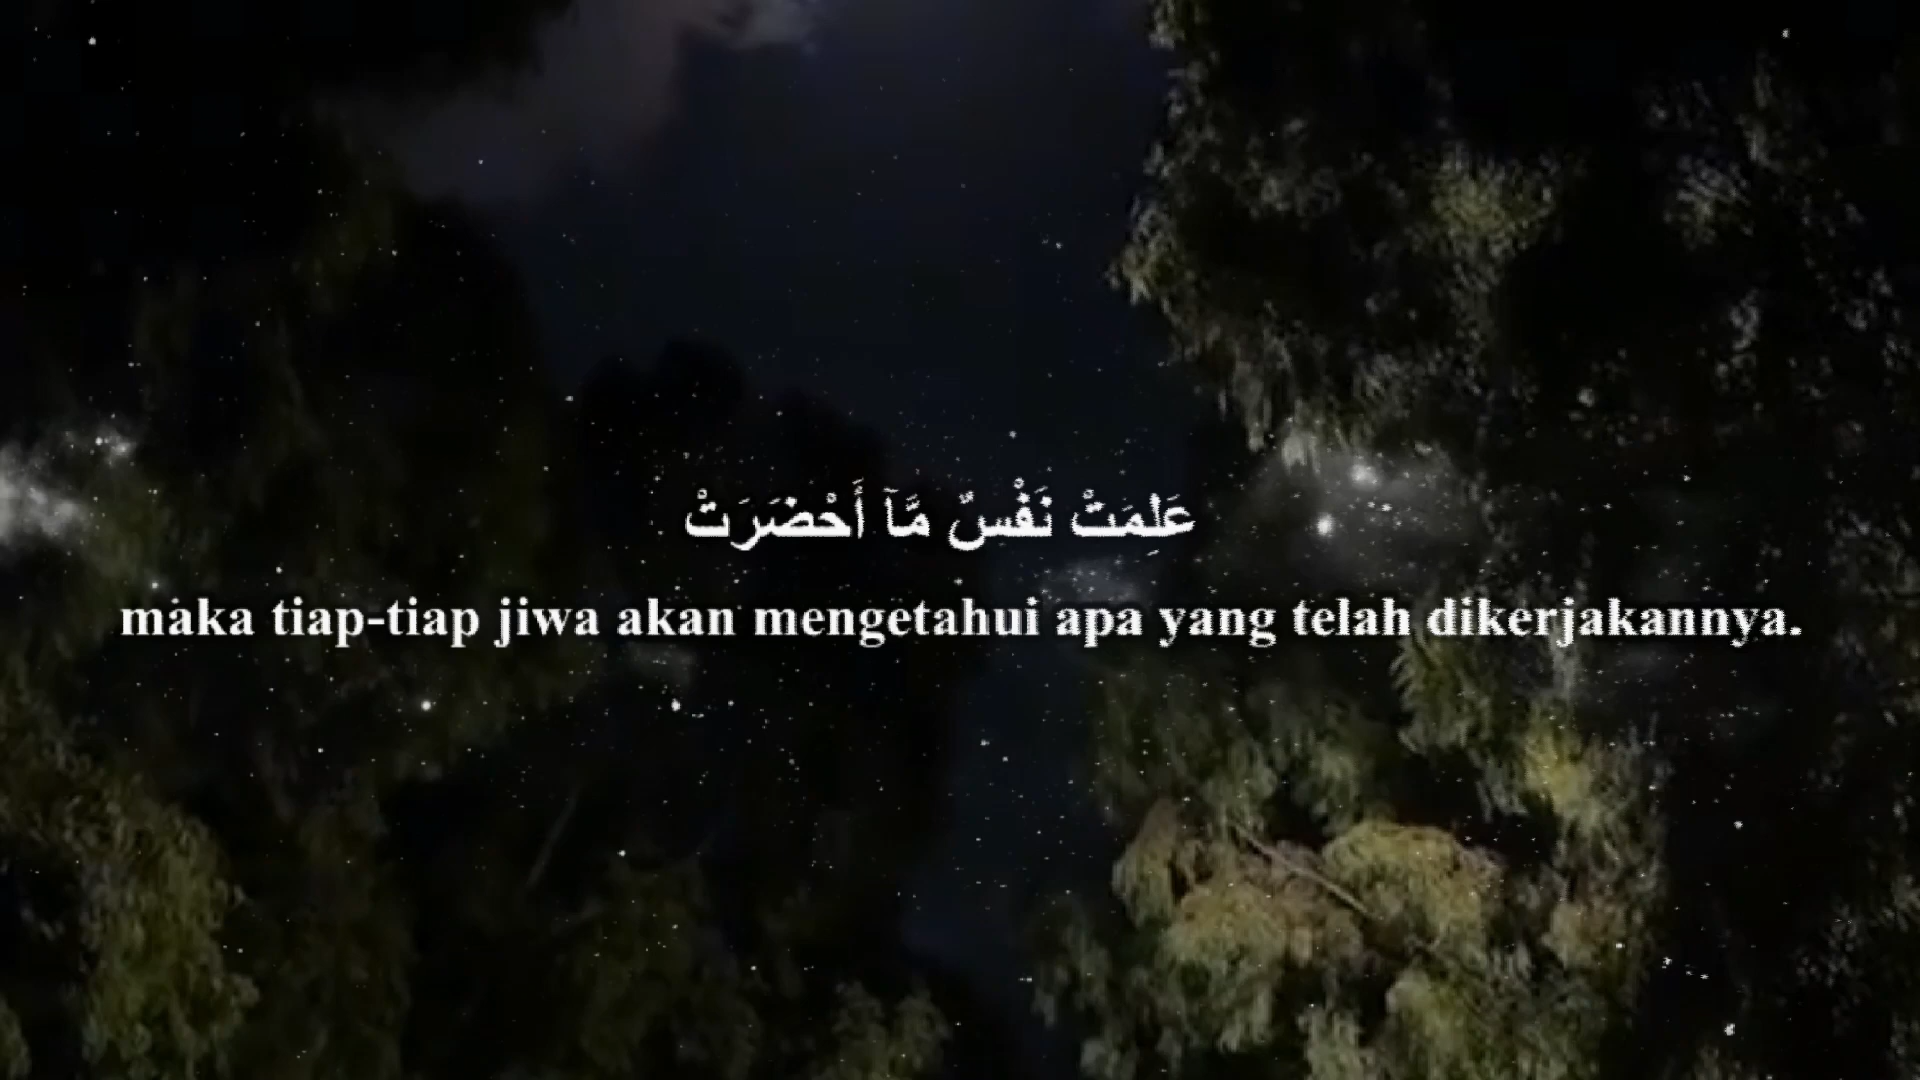 عَلِمَتْ نَفْسٌ مَّآ أَحْضَرَتْ
maka tiap-tiap jiwa akan mengetahui apa yang telah dikerjakannya.